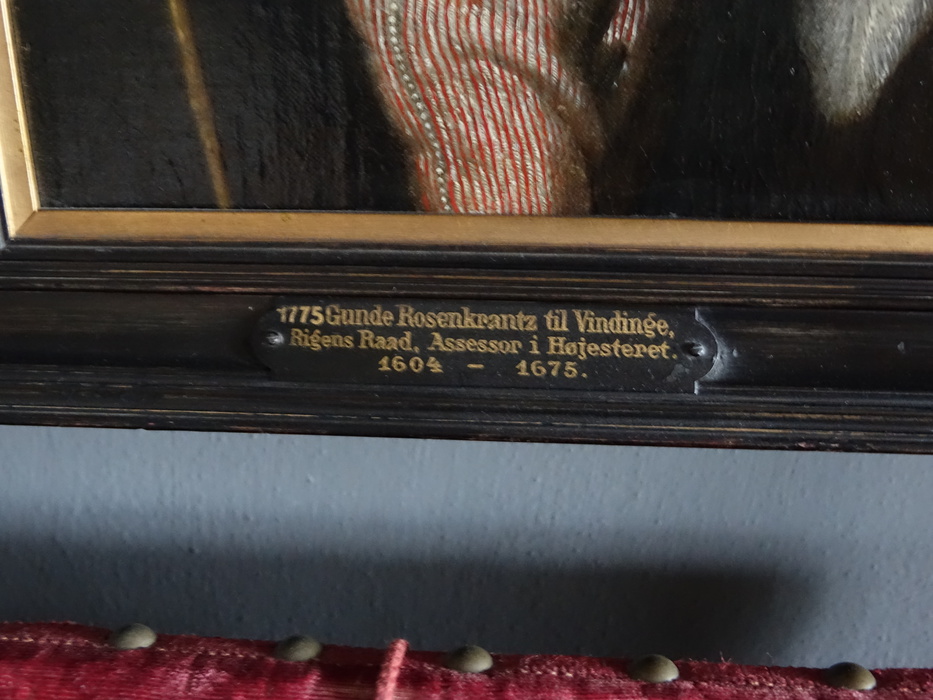 1775 Gunde Rosenkrantz til Vindinge,
Rigens Raad, Assessor i Højesteret.
1604 – 1675.